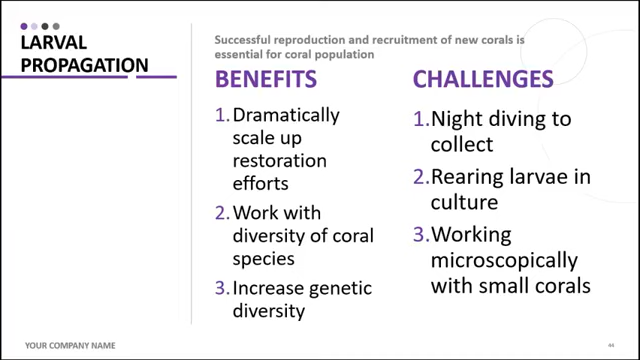 LARVAL
PROPAGATION
Successful reproduction and recruitment of new corals is
essential for coral population
BENEFITS
1. Dramatically
scale up
restoration
efforts
2. Work with
diversity of coral
species
3. Increase genetic
diversity
CHALLENGES
1. Night diving to
collect
2. Rearing larvae in
culture
3. Working
microscopically
with small corals
YOUR COMPANY NAME
44